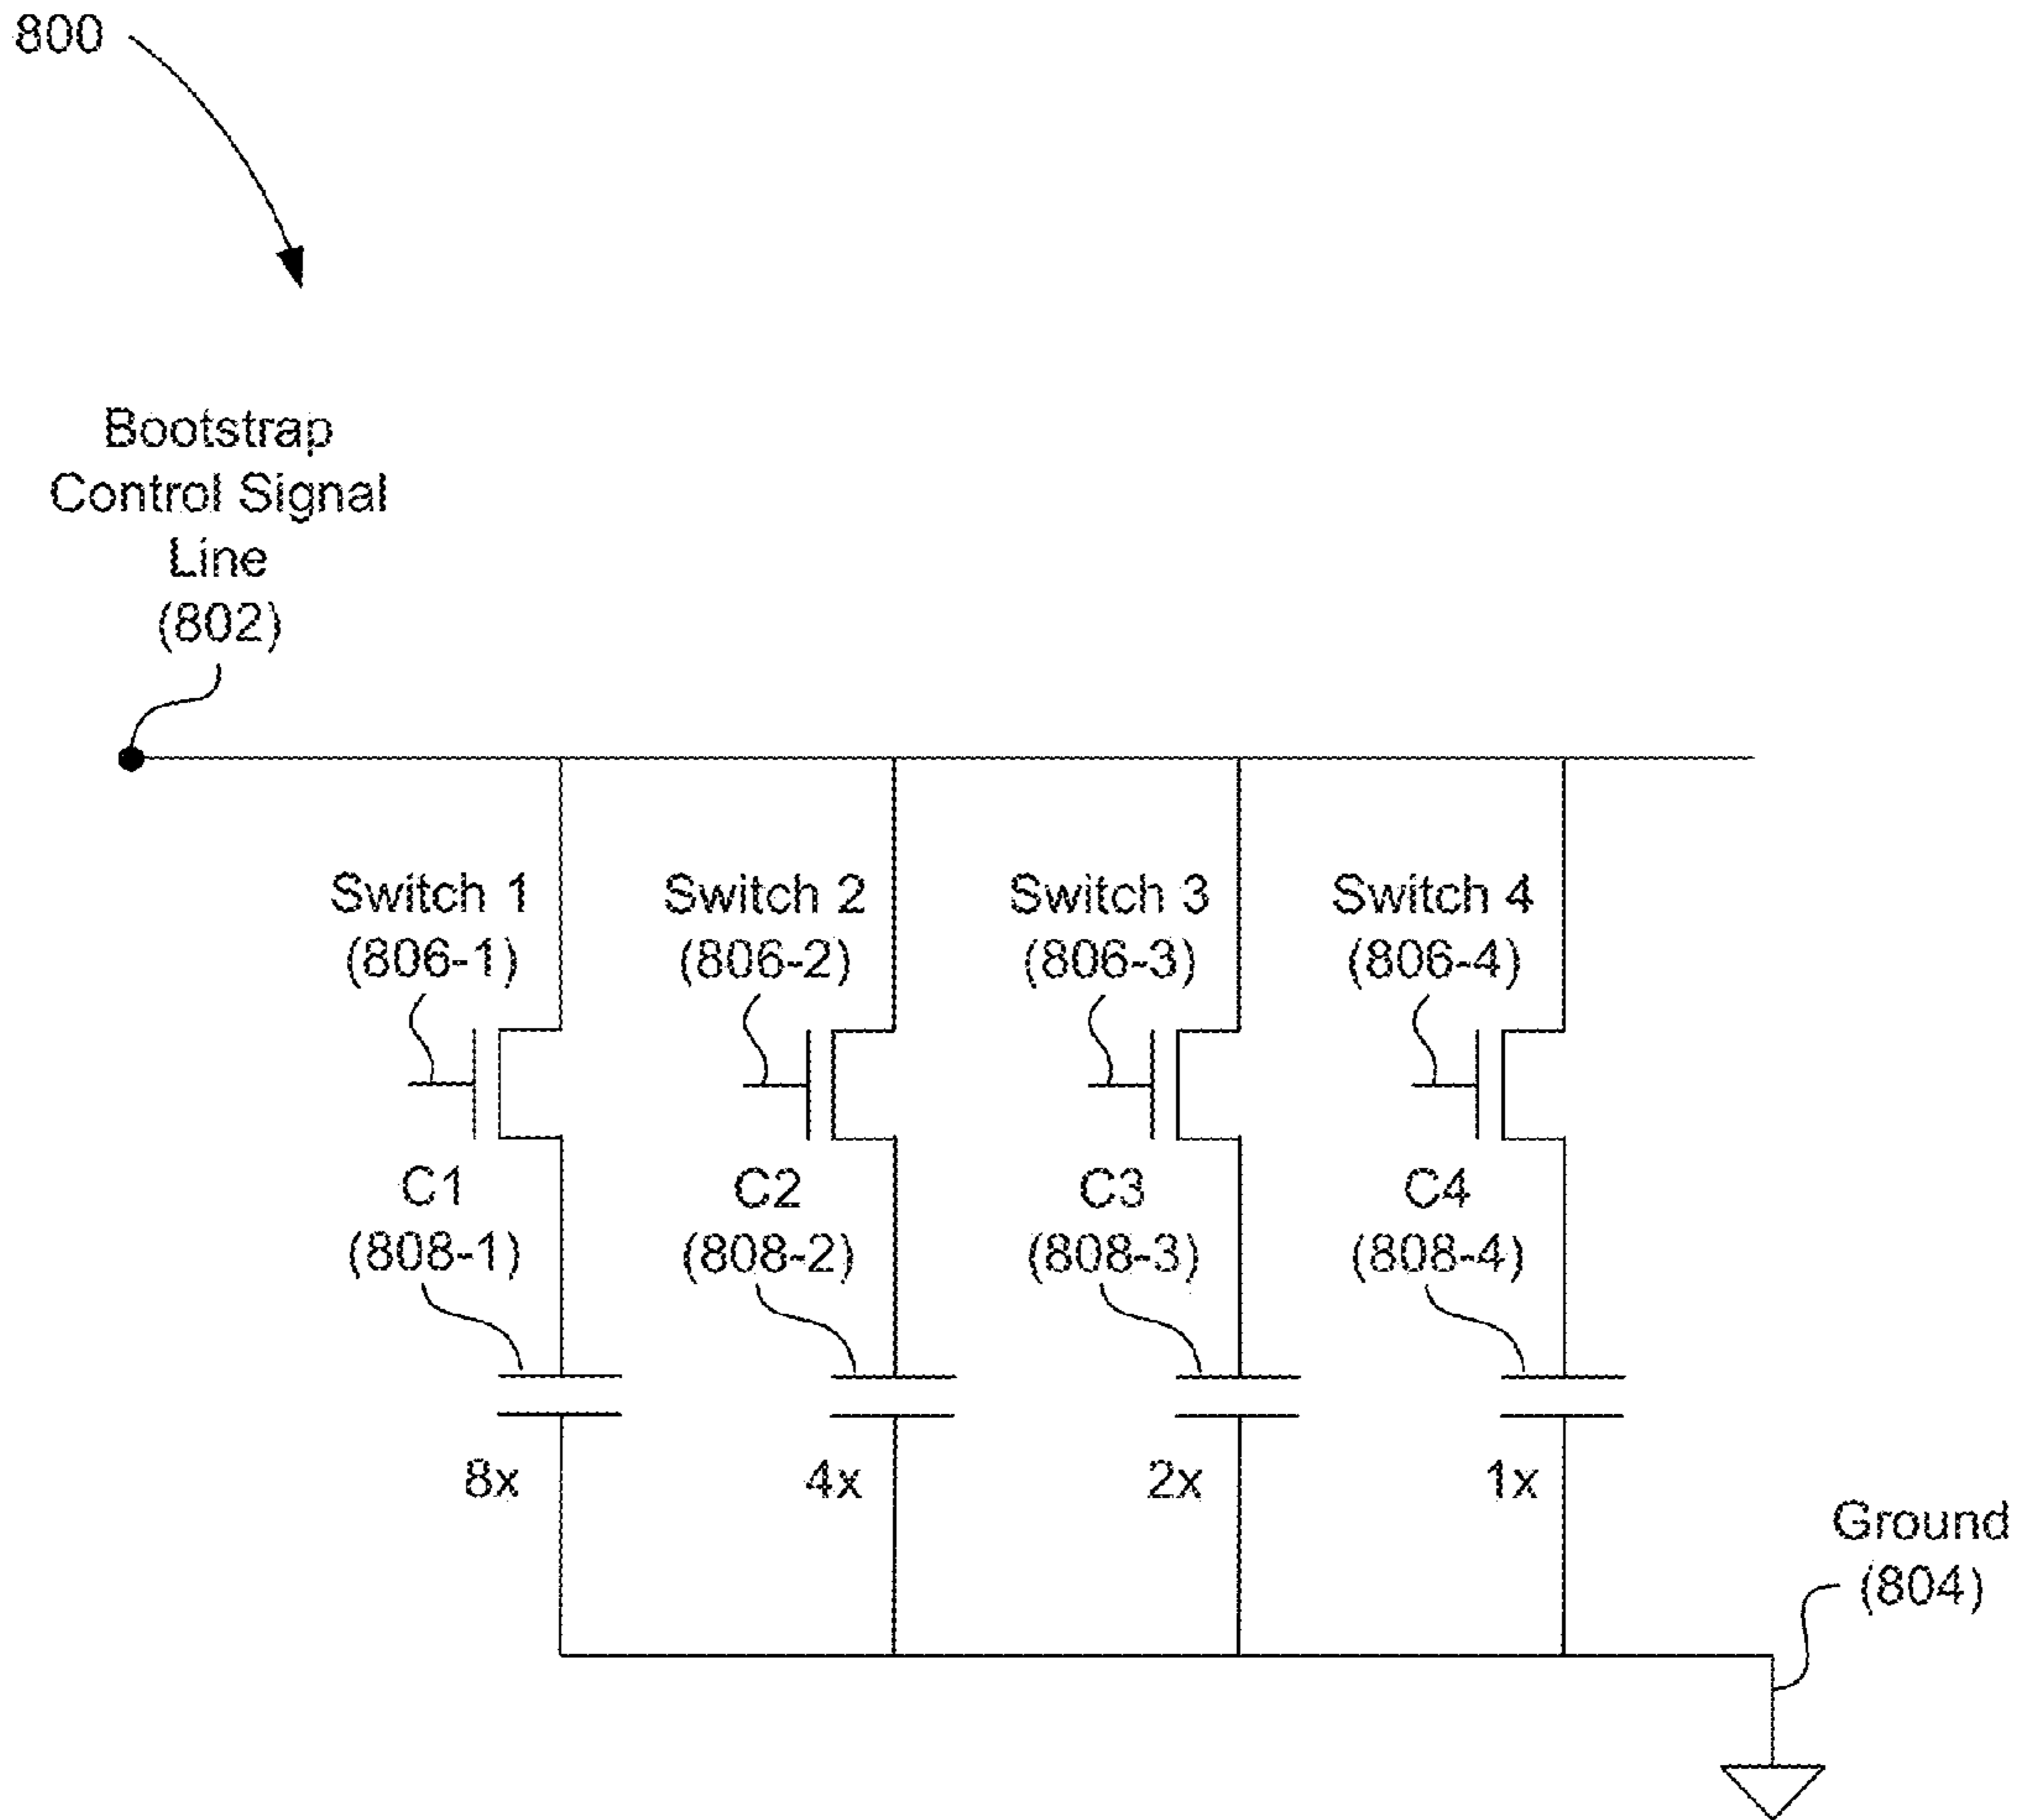 800
Bootstrap
Control Signal
Line
(802)
Switch 1
(806-1)
Switch 2
(806-2)
Switch 3
(806-3)
Switch 4
(806-4)
C1
(808-1)
C2
(808-2)
C3
(808-3)
C4
(808-4)
8x
4x
2x
1x
Ground
(804)